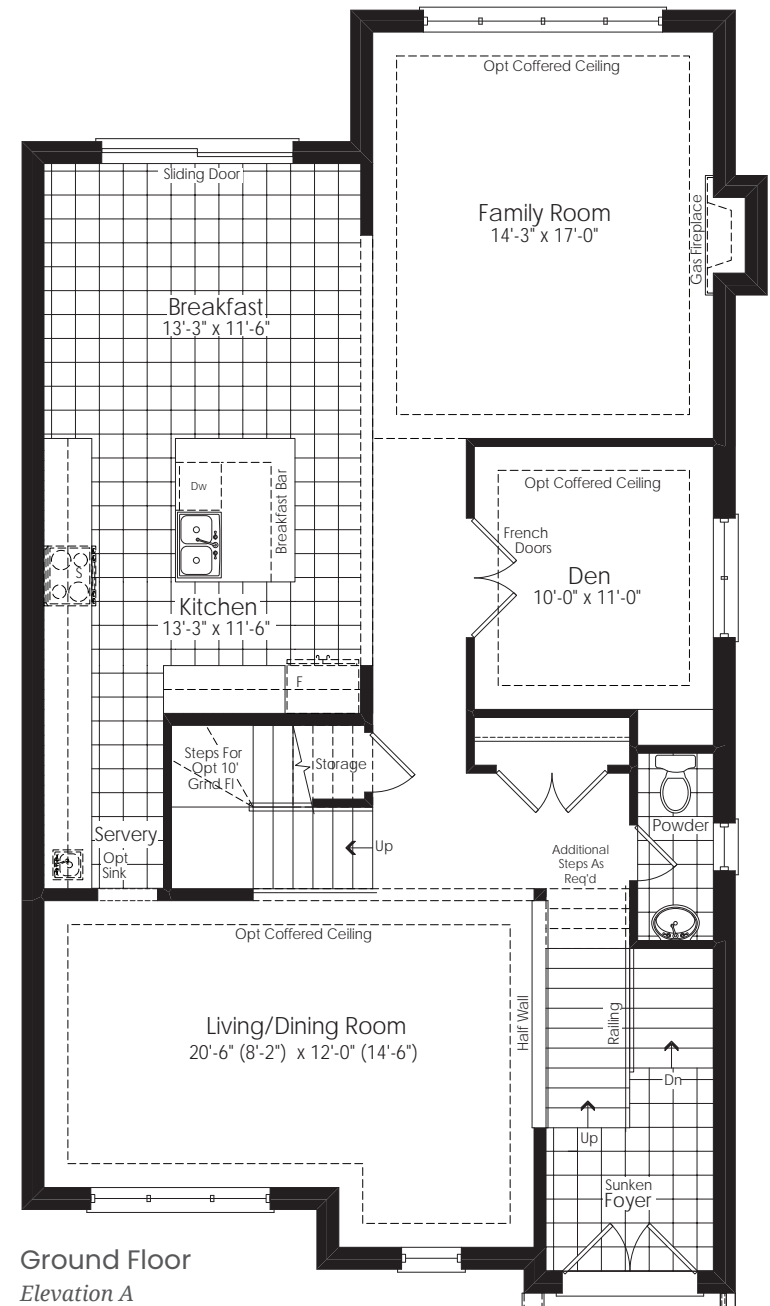 Opt Coffered Ceiling
Sliding Door
Family Room
14'-3" x 17'-0"
Gas Fireplace
Breakfast
13'-3" x 11'-6"
Dw
Breakfast Bar
Opt Coffered Ceiling
French
Doors
Den
10'-0" x 11'-0"
S
Kitchen
13'-3" x 11'-6"
F
Steps For
Opt 10'
Grnd Fl
Storage
Servery
Opt
Sink
Up
Powder
Additional
Steps As
Req'd
Opt Coffered Ceiling
Half Wall
Railing
Living/Dining Room
20'-6" (8'-2") x 12'-0" (14'-6")
Dn
Up
Sunken
Foyer
Ground Floor
Elevation A